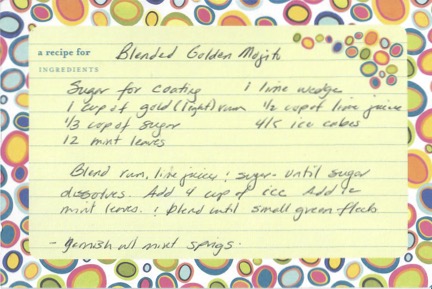 a recipe for Blended Golden Mojito
INGREDIENTS
Sugar for coating 1 lime wedge
1 cup of gold (light) rum 1/2 cup of lime juice
1/3 cup of sugar ice cubes
12 mint leaves
Blend rum, lime juice & sugar - until sugar
dissolves. Add 4 cup of ice. Add
mint leaves. & blend until small green flecks
- garnish w/ mint sprigs.